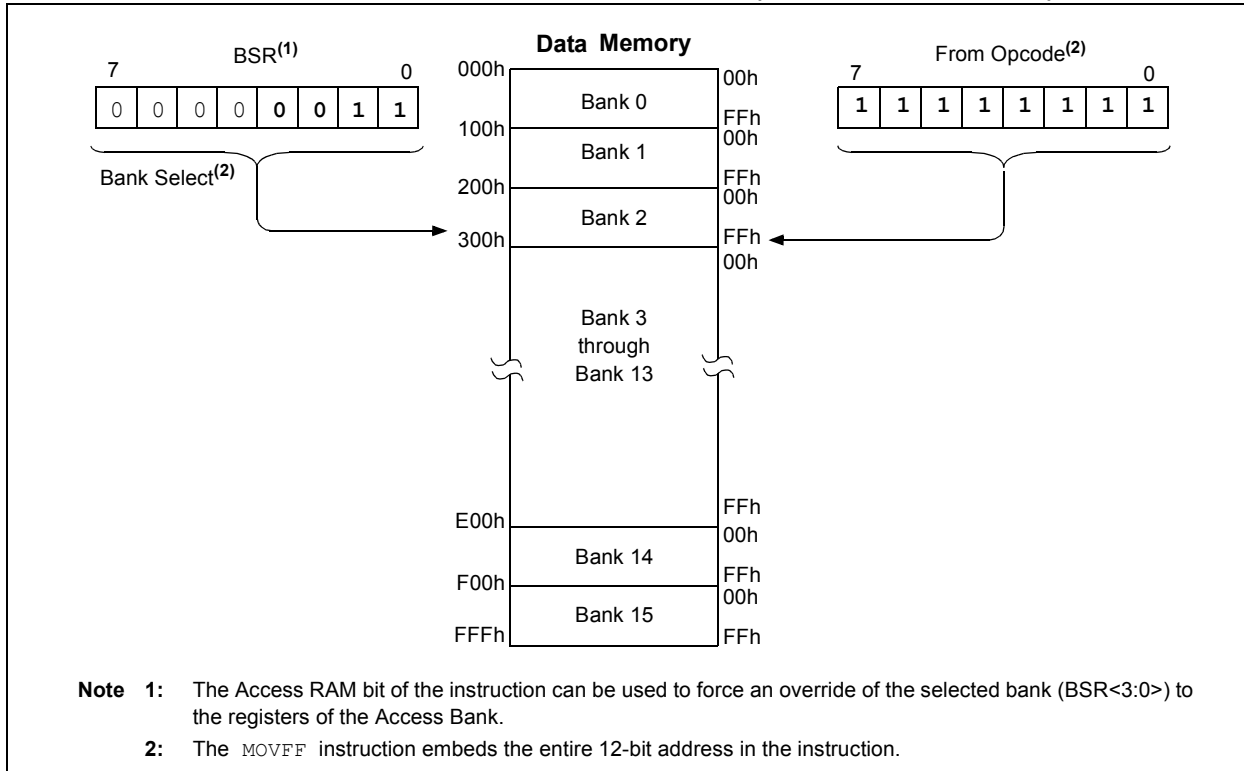 Data Memory
BSR(1)
7 0
0 0 0 0 0 0 1 1
Bank Select(2)
From Opcode(2)
7 0
1 1 1 1 1 1 1 1
000h 00h
Bank 0
FFh
100h 00h
Bank 1
FFh
200h 00h
Bank 2
FFh
300h
00h
Bank 3
through
Bank 13
FFh
E00h
00h
Bank 14
FFh
F00h
00h
Bank 15
FFFh FFh
Note 1: The Access RAM bit of the instruction can be used to force an override of the selected bank (BSR<3:0>) to
the registers of the Access Bank.
2: The MOVFF instruction embeds the entire 12-bit address in the instruction.